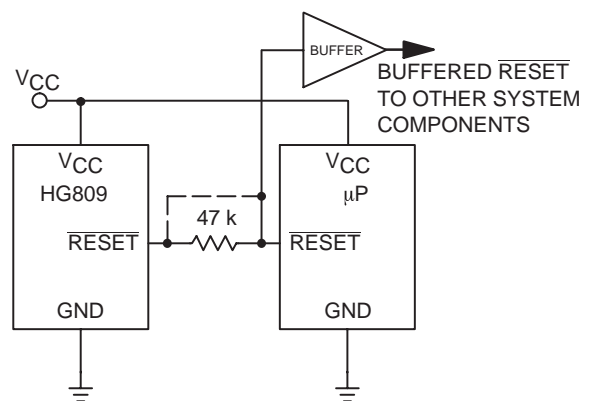 BUFFER
BUFFERED RESET
TO OTHER SYSTEM
COMPONENTS
VCC
VCC
HG809
RESET
GND
47 k
VCC
μP
RESET
GND